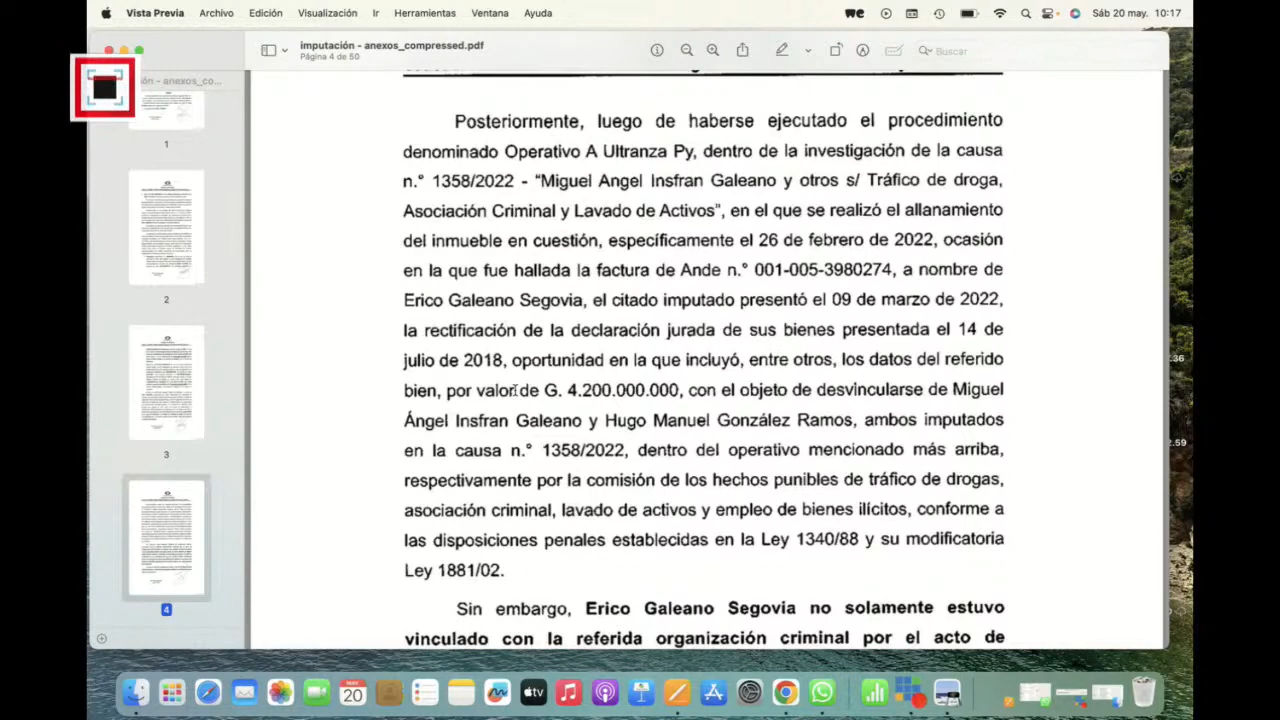 Vista Previa Archivo Edición Visualización Ir Herramientas Ventana Ayuda Sáb 20 may. 10:17
imputación - anexos_compressed.pdf
Página 4 de 50
Buscar
ón - anexos_co...
1
2
3
4
Posteriormente, luego de haberse ejecutado el procedimiento
denominado Operativo A Ultranza Py, dentro de la investigación de la causa
n.° 1358/2022 - “Miguel Angel Insfran Galeano y otros s/ Tráfico de droga,
Asociación Criminal y Lavado de Activos”, en el que se realizó el allanamiento
del inmueble en cuestión, específicamente el 26 de febrero de 2022, ocasión
en la que fue hallada la factura de Ande n.° 001-005-3990274, a nombre de
Erico Galeano Segovia, el citado imputado presentó el 09 de marzo de 2022,
la rectificación de la declaración jurada de sus bienes presentada el 14 de
julio de 2018, oportunidad en la que incluyó, entre otros, los datos del referido
bien, por valor de G. 4.200.000.000, con el objeto de desvincularse de Miguel
Ángel Insfran Galeano y Hugo Manuel González Ramos, ambos imputados
en la causa n.° 1358/2022, dentro del operativo mencionado más arriba,
respectivamente por la comisión de los hechos punibles de tráfico de drogas,
asociación criminal, lavado de activos y empleo de bienes ilícitos, conforme a
las disposiciones penales establecidas en la Ley 1340/88 y su modificatoria
Ley 1881/02.
Sin embargo, Erico Galeano Segovia no solamente estuvo
vinculado con la referida organización criminal por el acto de
.36
2.59
20
tv